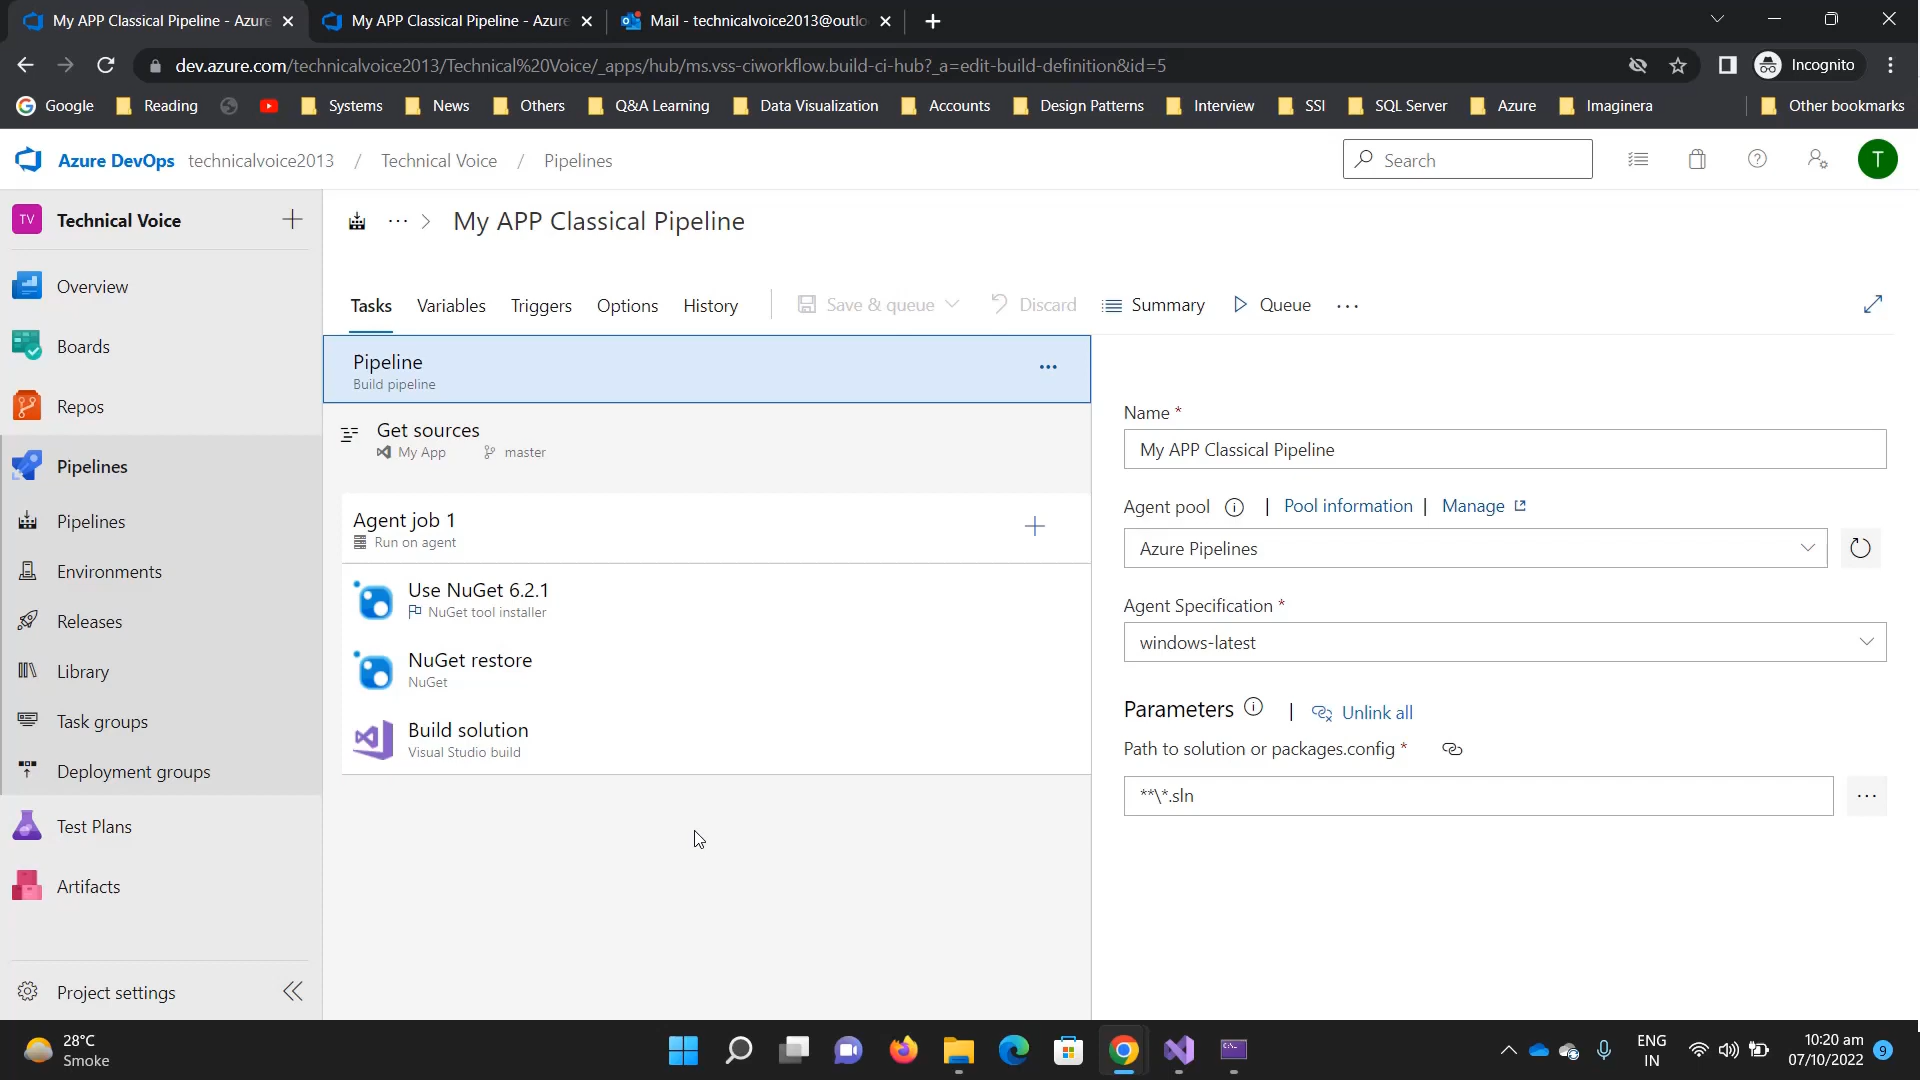 My APP Classical Pipeline - Azure
My APP Classical Pipeline - Azure
Mail - technicalvoice2013@outlo
dev.azure.com/technicalvoice2013/Technical%20Voice/_apps/hub/ms.vss-ciworkflow.build-ci-hub?_a=edit-build-definition&id=5
Incognito
Google
Reading
Systems
News
Others
Q&A Learning
Data Visualization
Accounts
Design Patterns
Interview
SSI
SQL Server
Azure
Imaginera
Other bookmarks
Azure DevOps
technicalvoice2013 / Technical Voice / Pipelines
Search
T
TV
Technical Voice
Overview
Boards
Repos
Pipelines
Pipelines
Environments
Releases
Library
Task groups
Deployment groups
Test Plans
Artifacts
Project settings
My APP Classical Pipeline
Tasks
Variables
Triggers
Options
History
Save & queue
Discard
Summary
Queue
Pipeline
Build pipeline
Get sources
My App
master
Agent job 1
Run on agent
Use NuGet 6.2.1
NuGet tool installer
NuGet restore
NuGet
Build solution
Visual Studio build
Name *
My APP Classical Pipeline
Agent pool | Pool information | Manage
Azure Pipelines
Agent Specification *
windows-latest
Parameters | Unlink all
Path to solution or packages.config *
**\*.sln
28°C
Smoke
ENG
IN
10:20 am
07/10/2022
9